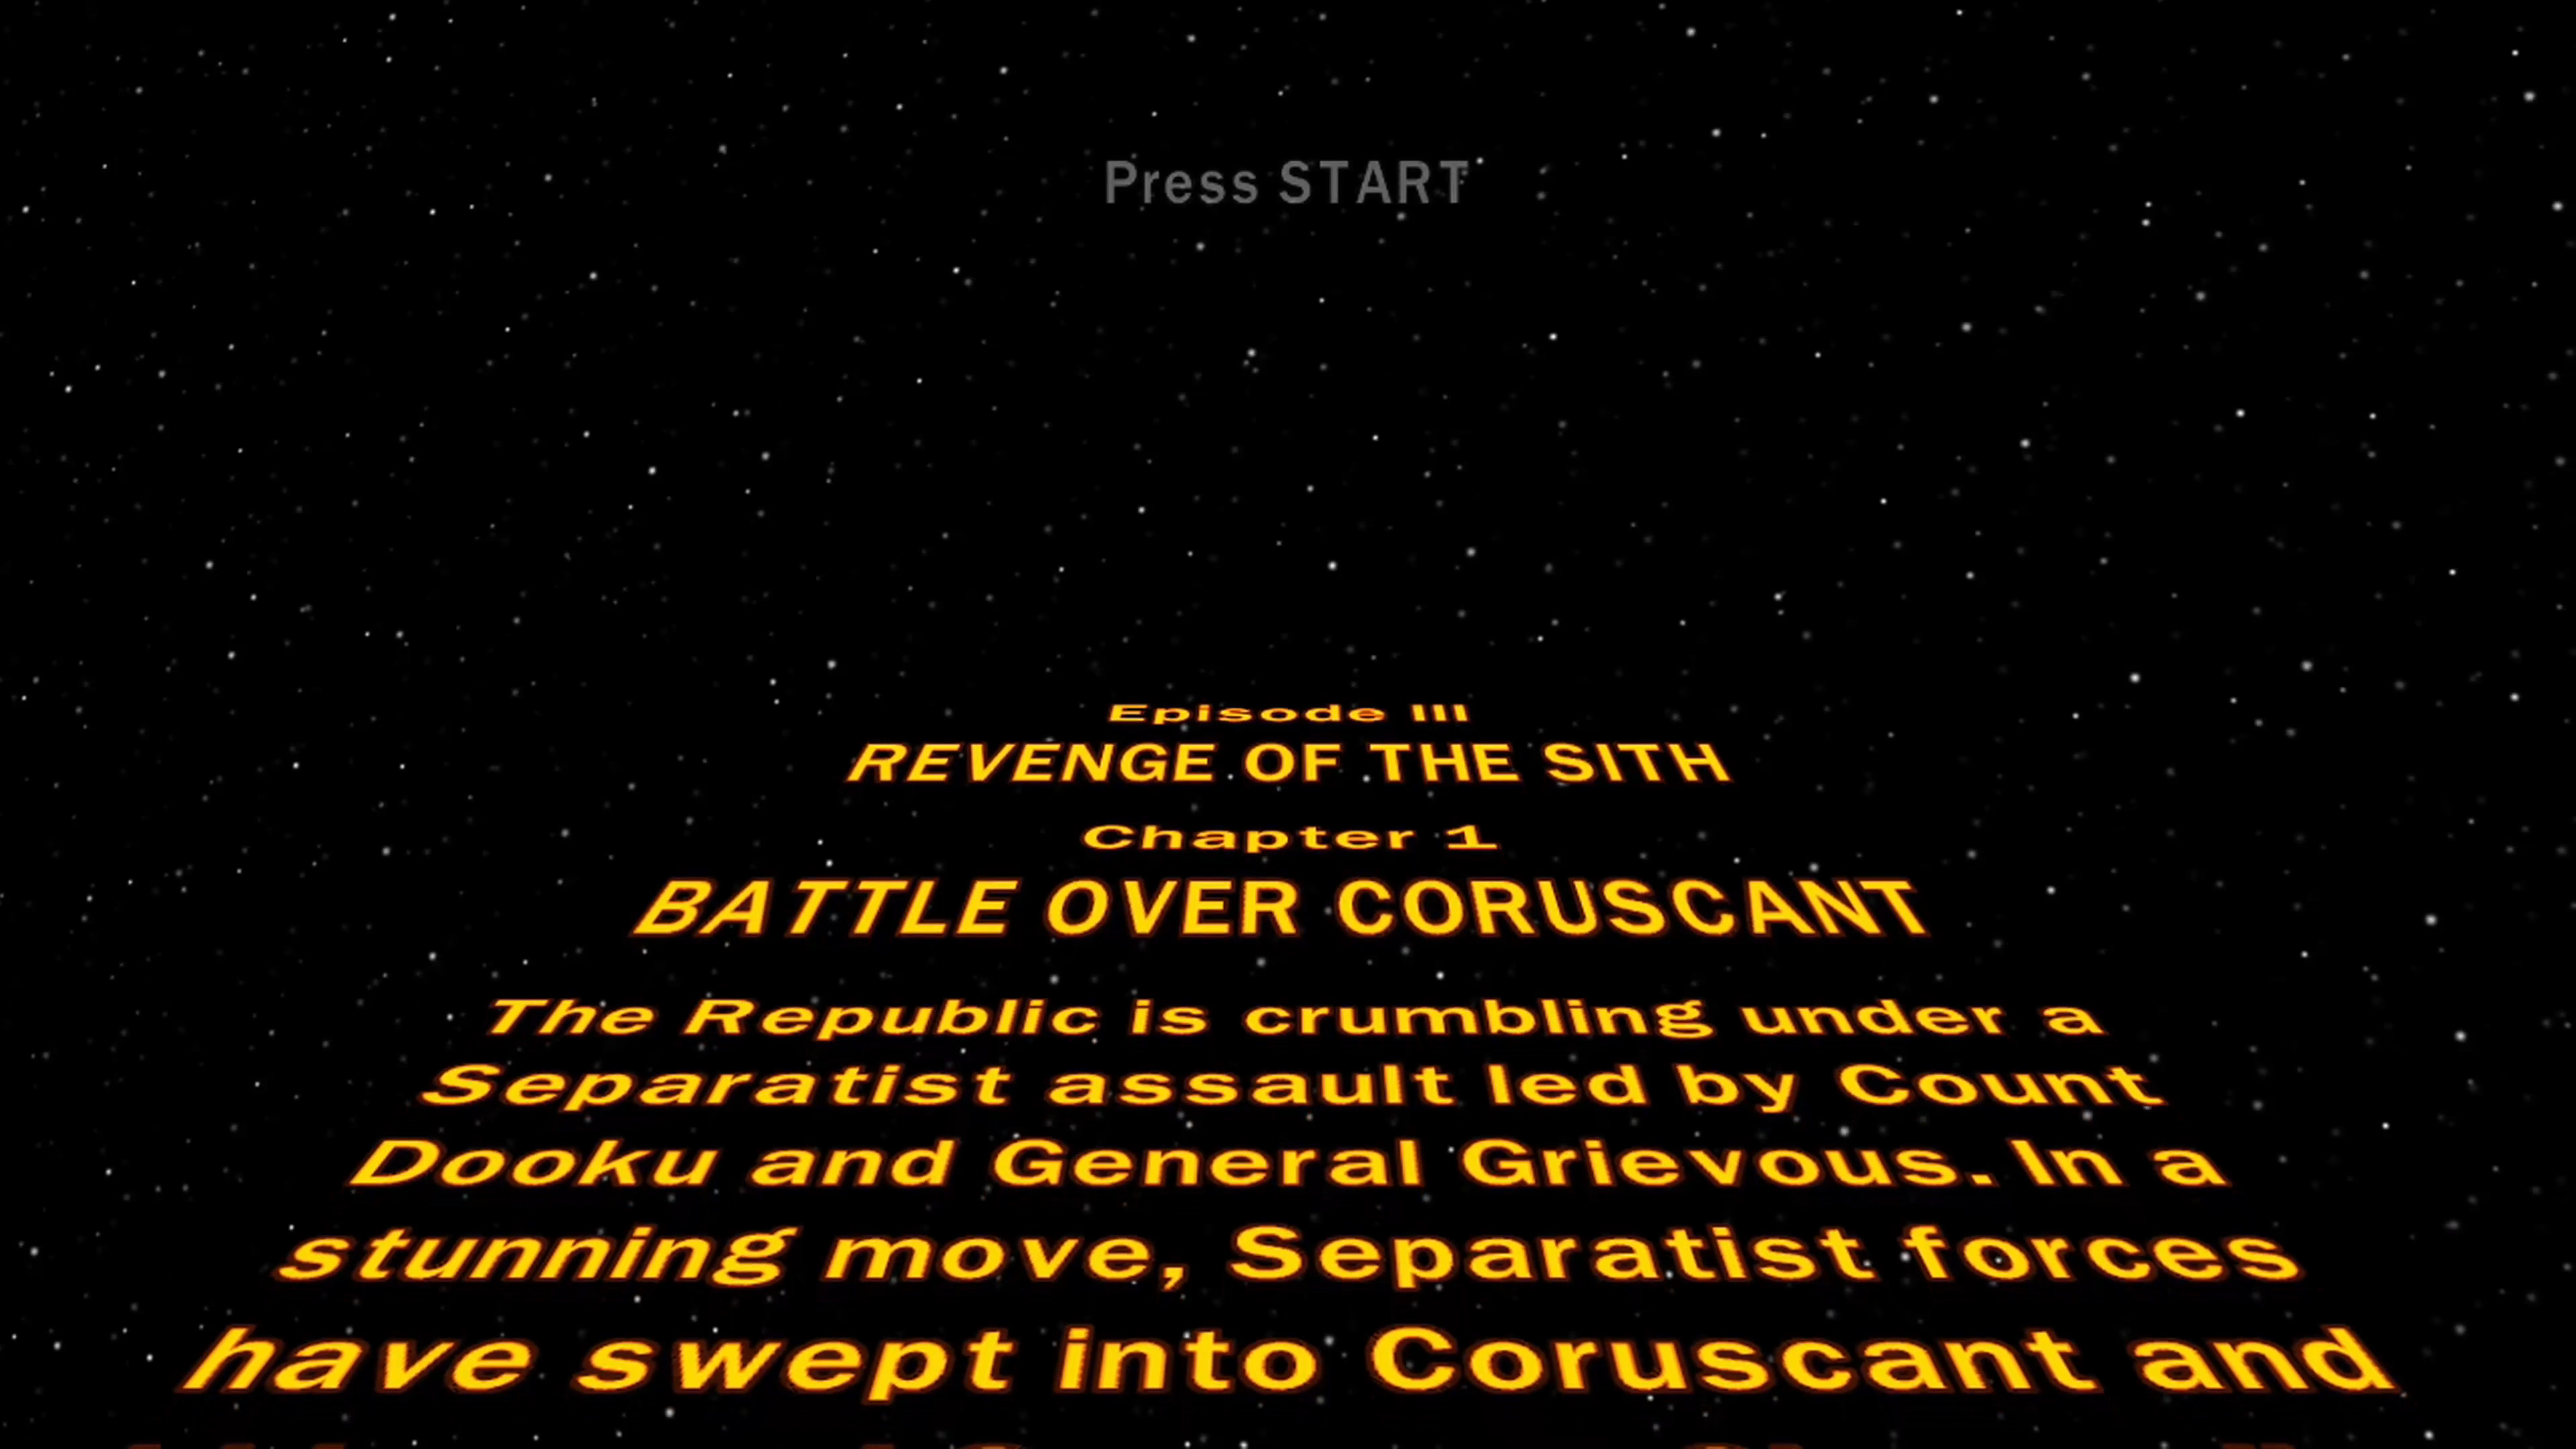 Press START
Episode III
REVENGE OF THE SITH
Chapter 1
BATTLE OVER CORUSCANT
The Republic is crumbling under a
Separatist assault led by Count
Dooku and General Grievous. In a
stunning move, Separatist forces
have swept into Coruscant and